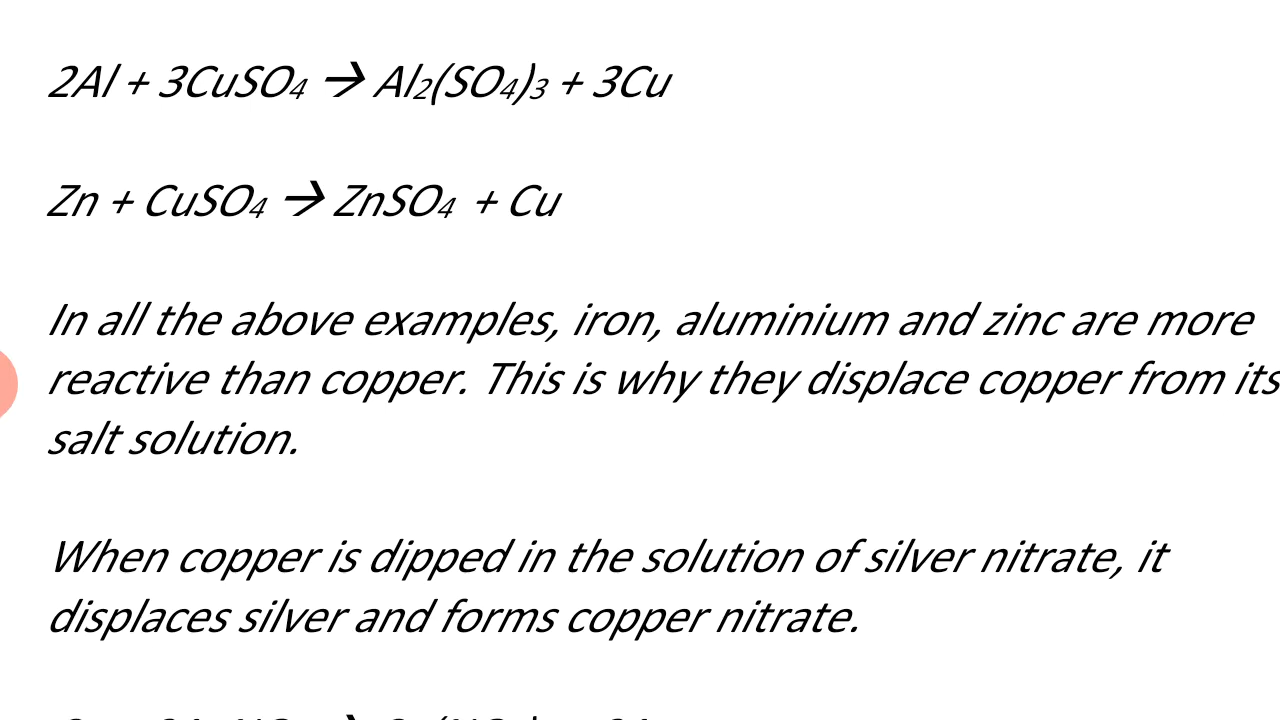 2Al + 3CuSO₄ → Al₂(SO₄)₃ + 3Cu
Zn + CuSO₄ → ZnSO₄ + Cu
In all the above examples, iron, aluminium and zinc are more
reactive than copper. This is why they displace copper from its
salt solution.
When copper is dipped in the solution of silver nitrate, it
displaces silver and forms copper nitrate.